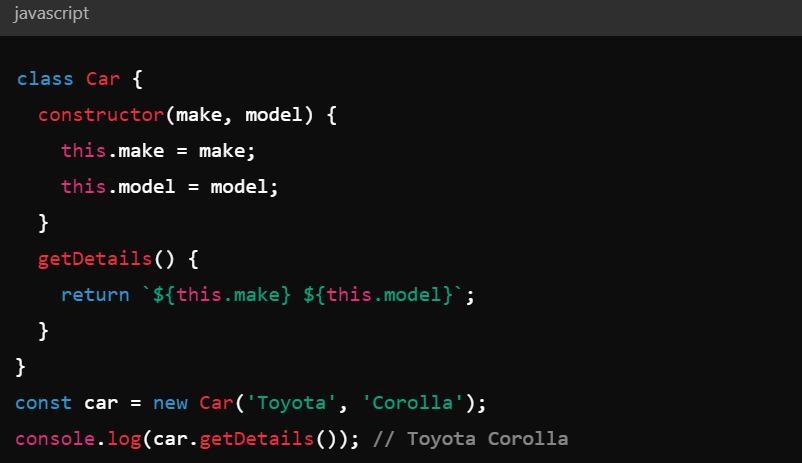 javascript
class Car {
  constructor(make, model) {
    this.make = make;
    this.model = model;
  }
  getDetails() {
    return `${this.make} ${this.model}`;
  }
}
const car = new Car('Toyota', 'Corolla');
console.log(car.getDetails()); // Toyota Corolla